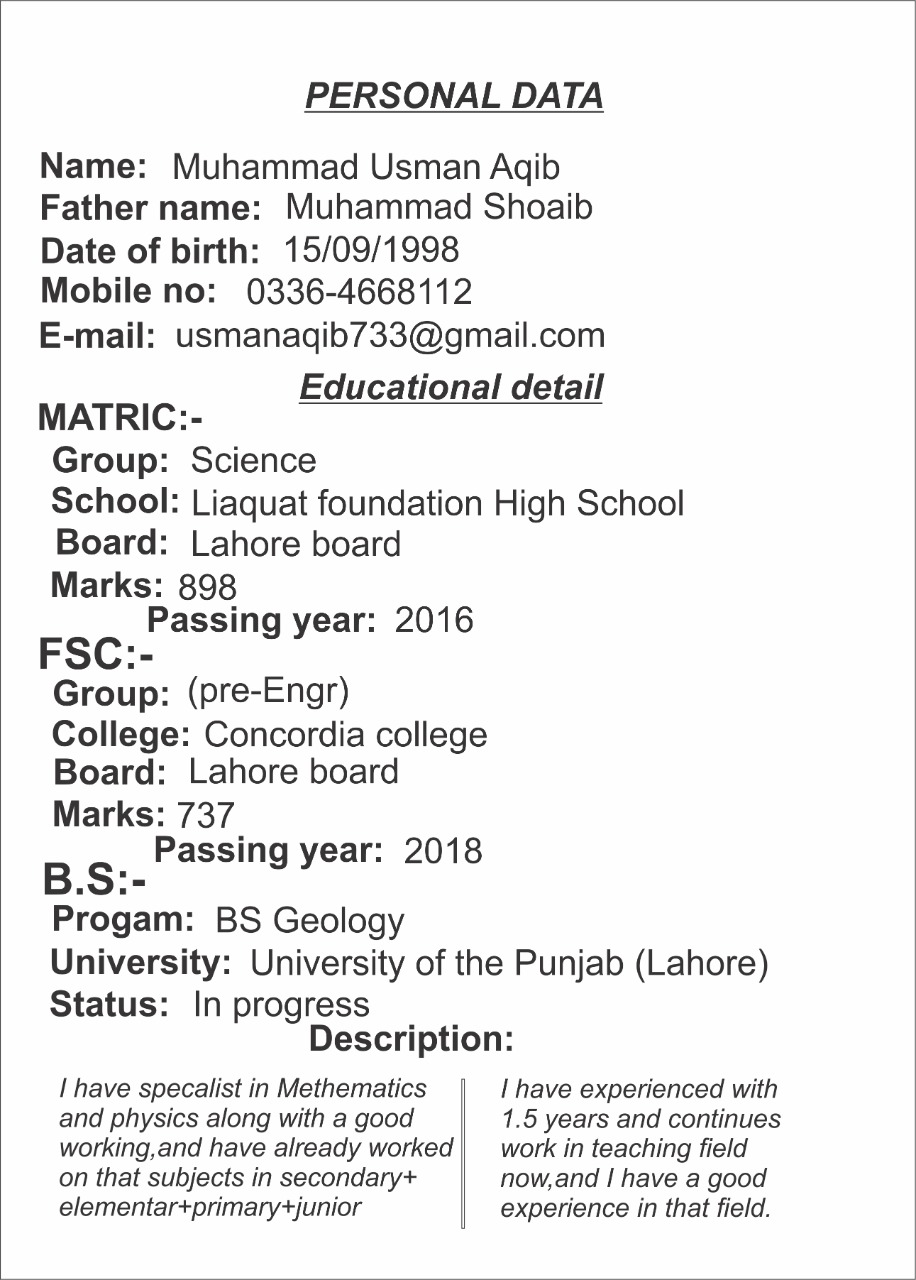 PERSONAL DATA
Name: Muhammad Usman Aqib
Father name: Muhammad Shoaib
Date of birth: 15/09/1998
Mobile no: 0336-4668112
E-mail: usmanaqib733@gmail.com
Educational detail
MATRIC:-
Group: Science
School: Liaquat foundation High School
Board: Lahore board
Marks: 898
Passing year: 2016
FSC:-
Group: (pre-Engr)
College: Concordia college
Board: Lahore board
Marks: 737
Passing year: 2018
B.S:-
Progam: BS Geology
University: University of the Punjab (Lahore)
Status: In progress
Description:
I have specalist in Methematics
and physics along with a good
working,and have already worked
on that subjects in secondary+
elementar+primary+junior
I have experienced with
1.5 years and continues
work in teaching field
now,and I have a good
experience in that field.